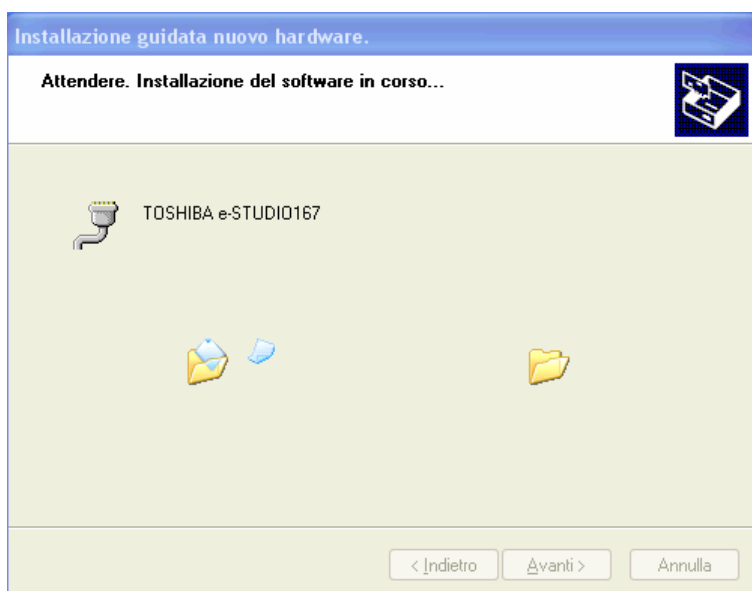 Installazione guidata nuovo hardware.
Attendere. Installazione del software in corso...
TOSHIBA e-STUDIO167
< Indietro
Avanti >
Annulla